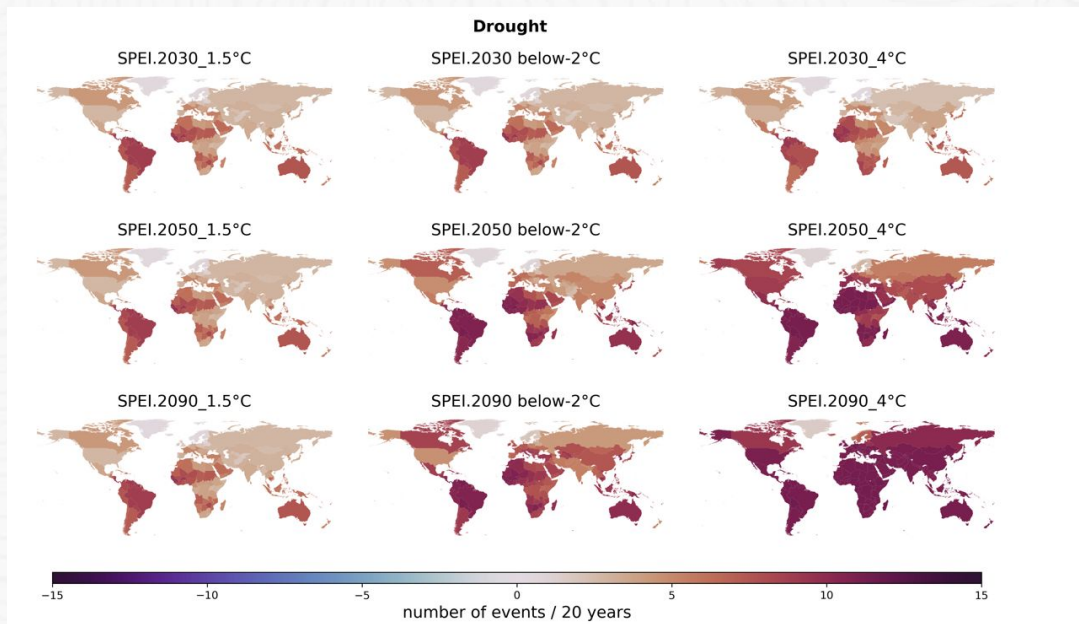 Drought
SPEI.2030_1.5°C
SPEI.2030 below-2°C
SPEI.2030_4°C
SPEI.2050_1.5°C
SPEI.2050 below-2°C
SPEI.2050_4°C
SPEI.2090_1.5°C
SPEI.2090 below-2°C
SPEI.2090_4°C
−15 −10 −5 0 5 10 15
number of events / 20 years